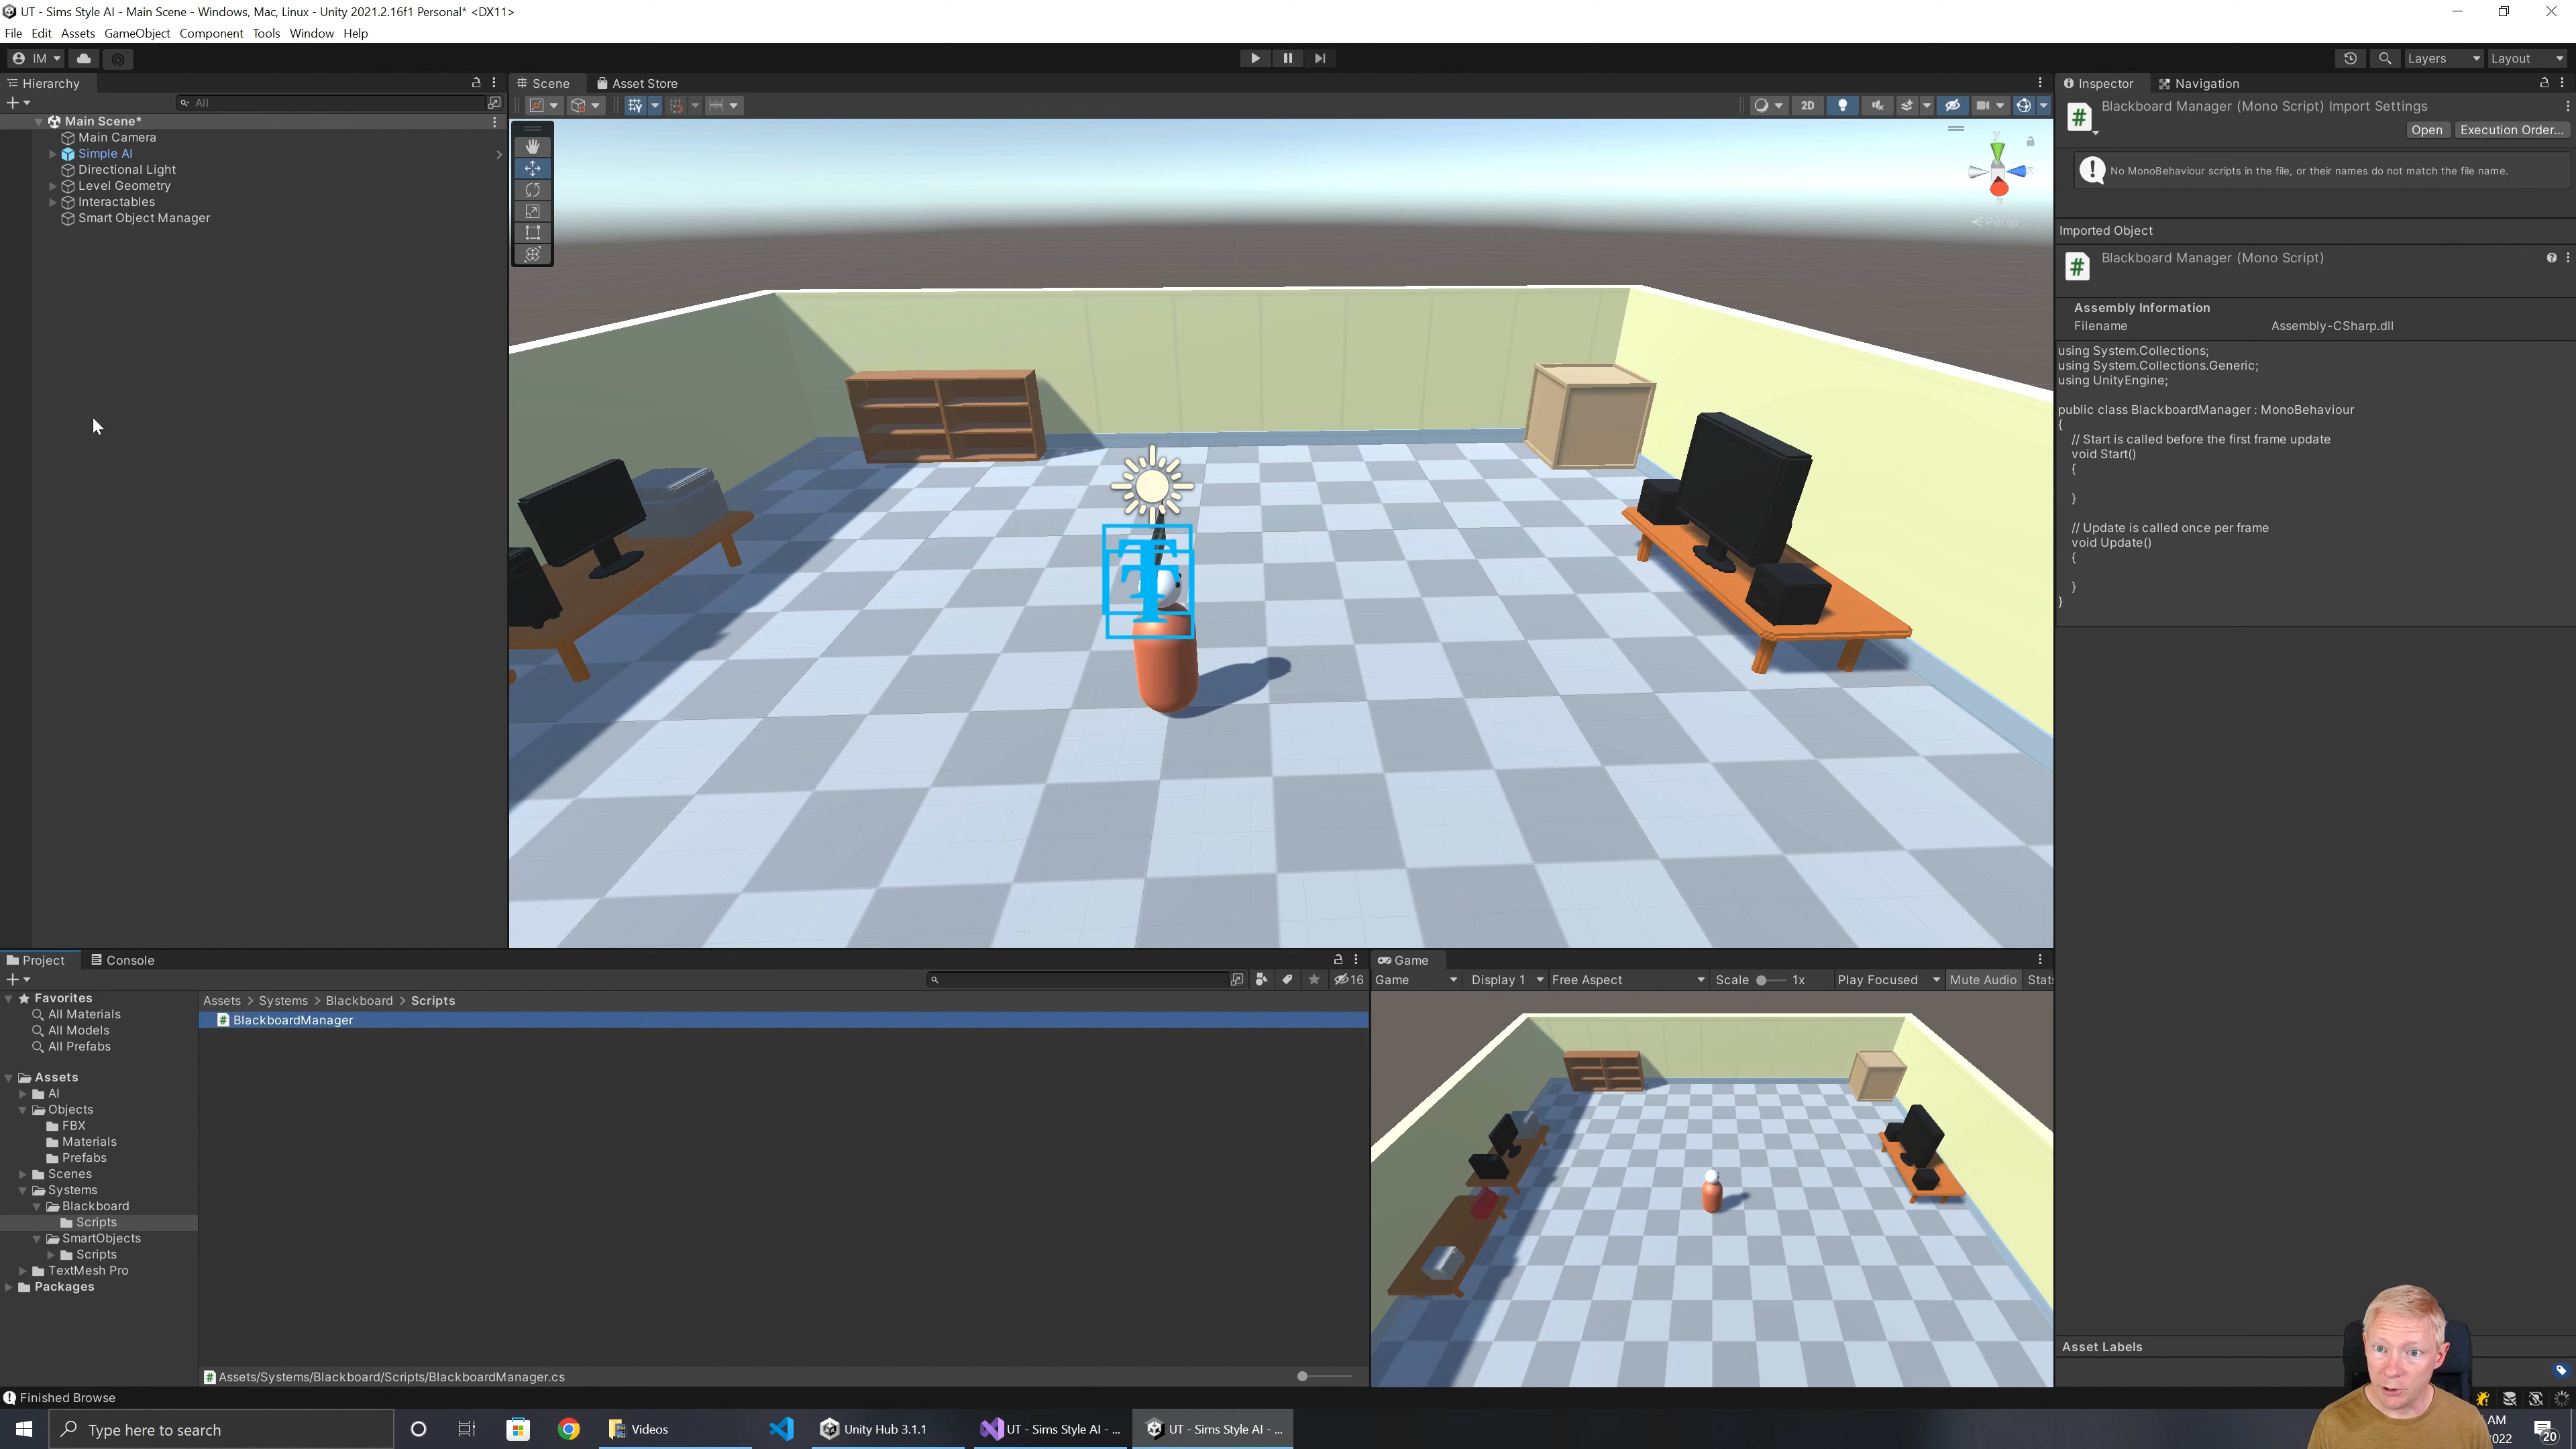 UT - Sims Style AI - Main Scene - Windows, Mac, Linux - Unity 2021.2.16f1 Personal* <DX11>
File Edit Assets GameObject Component Tools Window Help
IM Layers Layout
Hierarchy
All
Main Scene*
Main Camera
Simple AI
Directional Light
Level Geometry
Interactables
Smart Object Manager
Scene Asset Store
2D
Persp
T
T
Inspector Navigation
Blackboard Manager (Mono Script) Import Settings
Open Execution Order...
No MonoBehaviour scripts in the file, or their names do not match the file name.
Imported Object
Blackboard Manager (Mono Script)
Assembly Information
Filename Assembly-CSharp.dll
using System.Collections;
using System.Collections.Generic;
using UnityEngine;
public class BlackboardManager : MonoBehaviour
{
// Start is called before the first frame update
void Start()
{
}
// Update is called once per frame
void Update()
{
}
}
Asset Labels
Project Console
16
Favorites
All Materials
All Models
All Prefabs
Assets
AI
Objects
FBX
Materials
Prefabs
Scenes
Systems
Blackboard
Scripts
SmartObjects
Scripts
TextMesh Pro
Packages
Assets > Systems > Blackboard > Scripts
BlackboardManager
Assets/Systems/Blackboard/Scripts/BlackboardManager.cs
Game
Game Display 1 Free Aspect Scale 1x Play Focused Mute Audio Stats
Finished Browse
Type here to search
Videos
Unity Hub 3.1.1
UT - Sims Style AI - ...
UT - Sims Style AI - ...
AM
2022
20